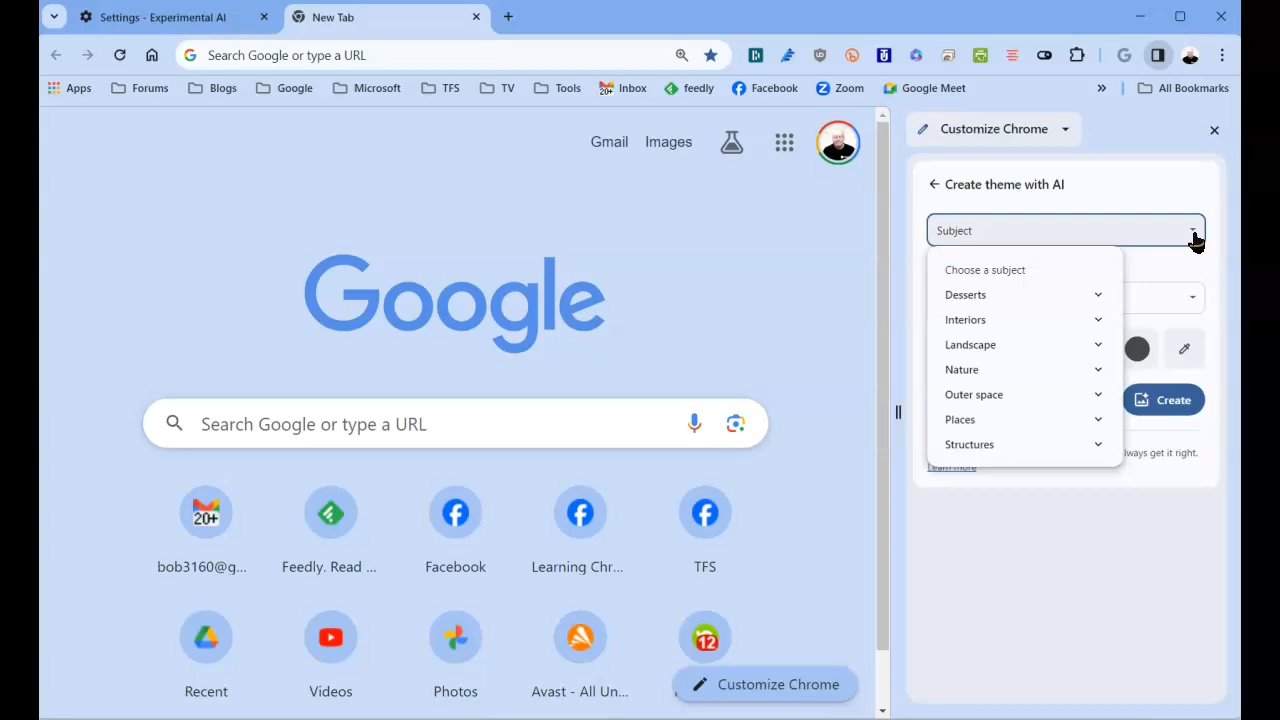 Settings - Experimental AI
New Tab
Search Google or type a URL
Apps
Forums
Blogs
Google
Microsoft
TFS
TV
Tools
Inbox
feedly
Facebook
Zoom
Google Meet
All Bookmarks
Gmail
Images
Google
Search Google or type a URL
20+
bob3160@g...
Feedly. Read ...
Facebook
Learning Chr...
TFS
Recent
Videos
Photos
Avast - All Un...
12
Customize Chrome
Customize Chrome
Create theme with AI
Subject
Choose a subject
Desserts
Interiors
Landscape
Nature
Outer space
Places
Structures
Create
lways get it right.
Learn more